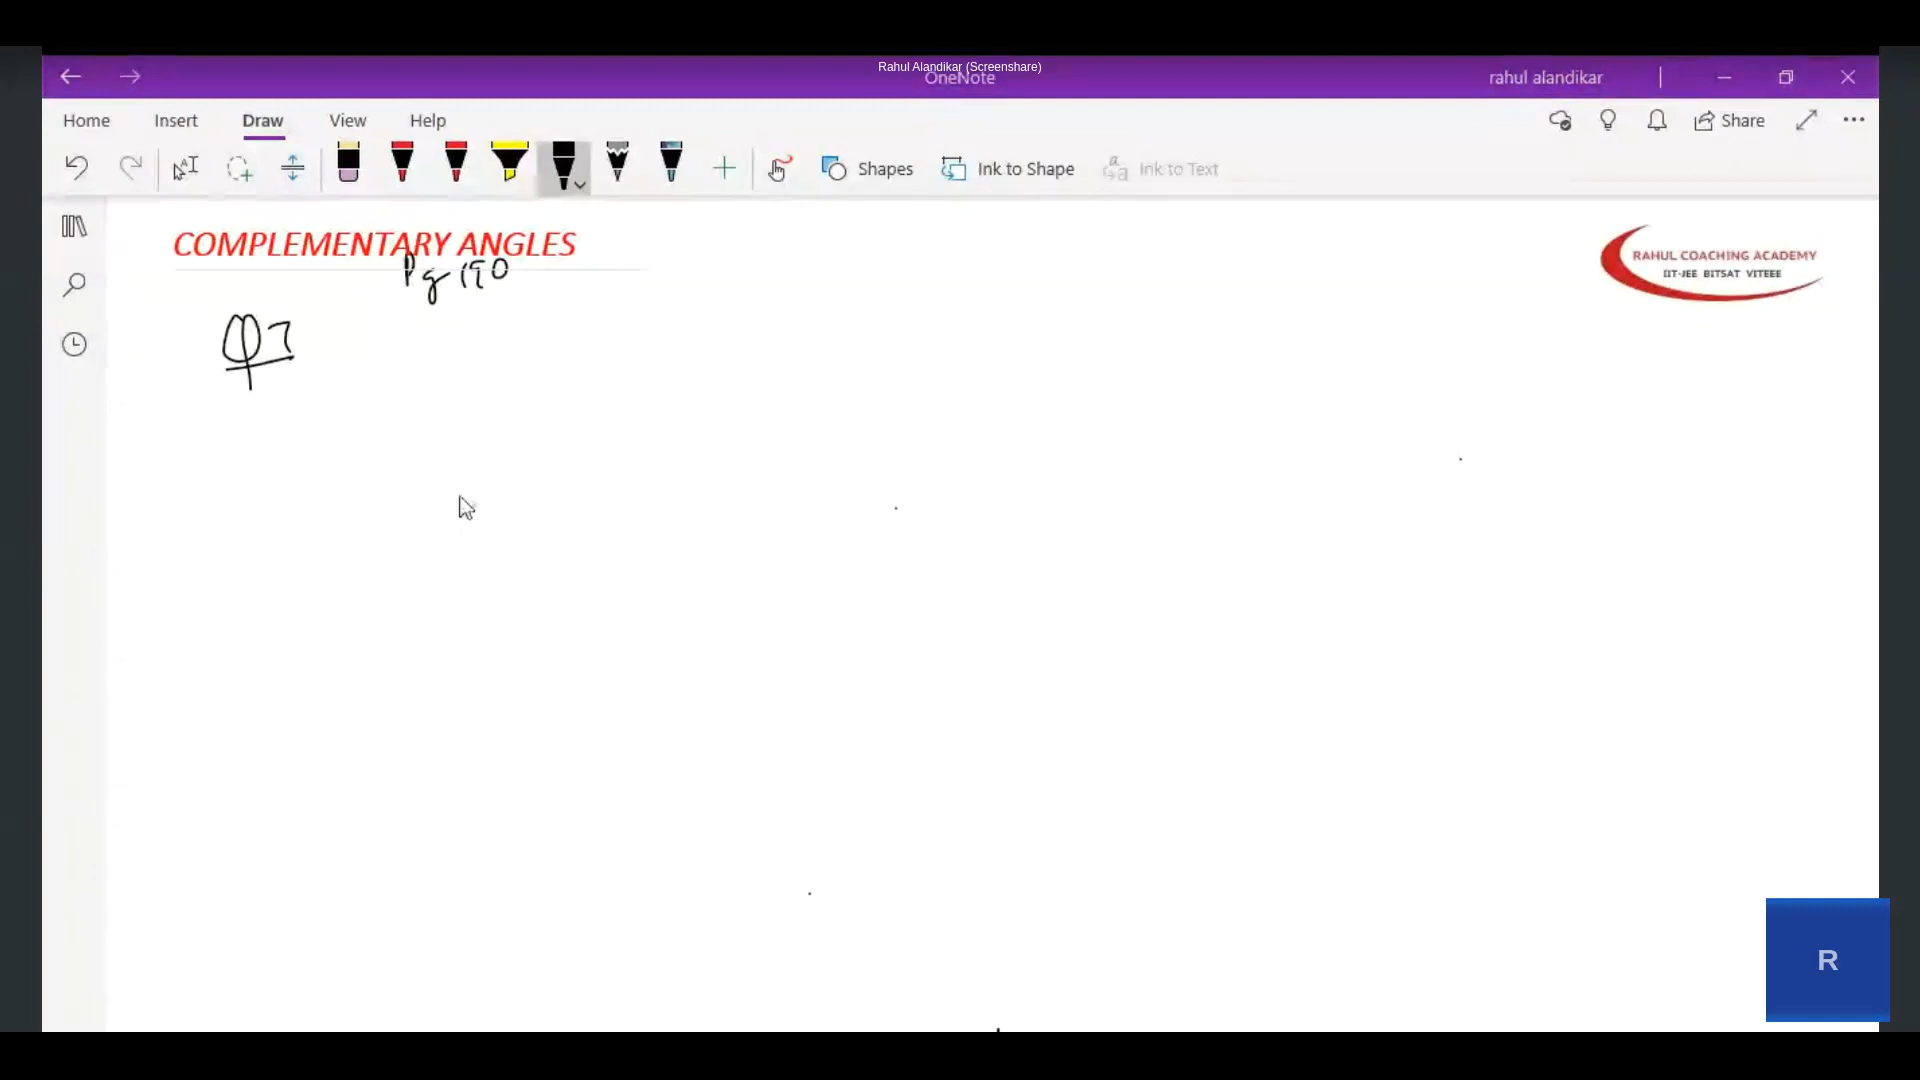 Rahul Alandikar (Screenshare)
OneNote
rahul alandikar
Home Insert Draw View Help
Share
Shapes Ink to Shape Ink to Text
COMPLEMENTARY ANGLES
Pg 190
Q7
RAHUL COACHING ACADEMY
IIT-JEE BITSAT VITEEE
R